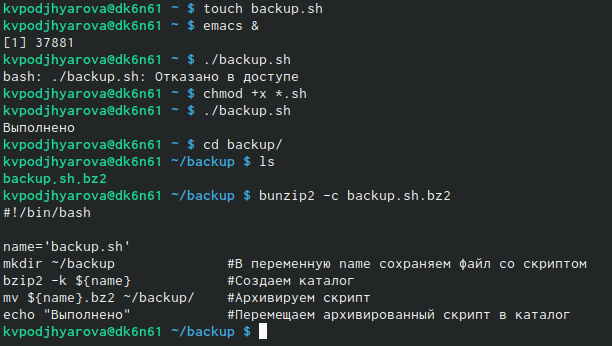 kvpodjhyarova@dk6n61 ~ $ touch backup.sh
kvpodjhyarova@dk6n61 ~ $ emacs &
[1] 37881
kvpodjhyarova@dk6n61 ~ $ ./backup.sh
bash: ./backup.sh: Отказано в доступе
kvpodjhyarova@dk6n61 ~ $ chmod +x *.sh
kvpodjhyarova@dk6n61 ~ $ ./backup.sh
Выполнено
kvpodjhyarova@dk6n61 ~ $ cd backup/
kvpodjhyarova@dk6n61 ~/backup $ ls
backup.sh.bz2
kvpodjhyarova@dk6n61 ~/backup $ bunzip2 -c backup.sh.bz2
#!/bin/bash

name='backup.sh'
mkdir ~/backup             #В переменную name сохраняем файл со скриптом
bzip2 -k ${name}           #Создаем каталог
mv ${name}.bz2 ~/backup/   #Архивируем скрипт
echo "Выполнено"           #Перемещаем архивированный скрипт в каталог
kvpodjhyarova@dk6n61 ~/backup $